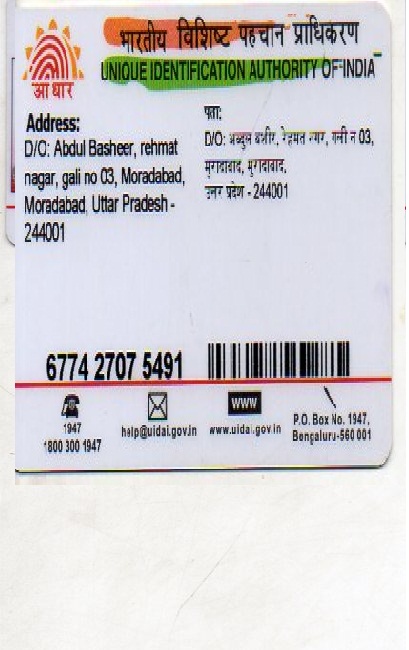 भारतीय विशिष्ट पहचान प्राधिकरण
UNIQUE IDENTIFICATION AUTHORITY OF INDIA
आधार
Address:
D/C: Abdul Basheer, rehmat
nagar, gali no 03, Moradabad,
Moradabad, Uttar Pradesh -
244001
पता:
D/O: अब्दुल बशीर, रेहमत नगर, गली न 03,
मुरादाबाद, मुरादाबाद,
उत्तर प्रदेश - 244001
6774 2707 5491
1947
1800 300 1947
help@uidai.gov.in
www
www.uidai.gov.in
P.O. Box No. 1947,
Bengaluru-560 001